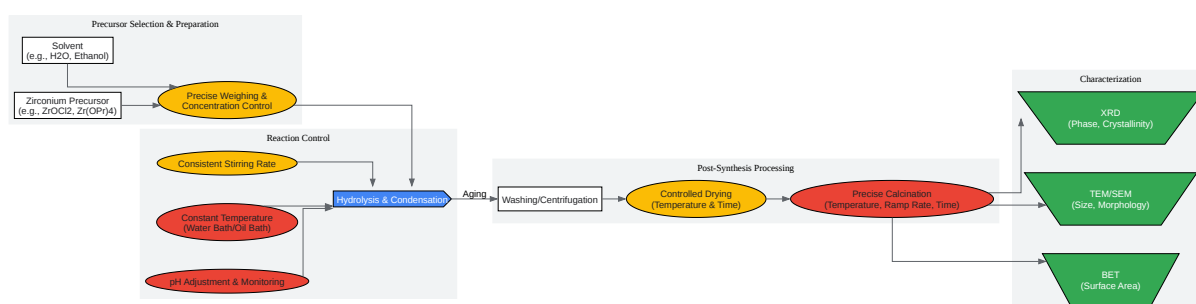 Precursor Selection & Preparation
Solvent
(e.g., H2O, Ethanol)
Zirconium Precursor
(e.g., ZrOCl2, Zr(OPr)4)
Precise Weighing &
Concentration Control
Reaction Control
Consistent Stirring Rate
Hydrolysis & Condensation
Constant Temperature
(Water Bath/Oil Bath)
pH Adjustment & Monitoring
Aging
Post-Synthesis Processing
Washing/Centrifugation
Controlled Drying
(Temperature & Time)
Precise Calcination
(Temperature, Ramp Rate, Time)
Characterization
XRD
(Phase, Crystallinity)
TEM/SEM
(Size, Morphology)
BET
(Surface Area)